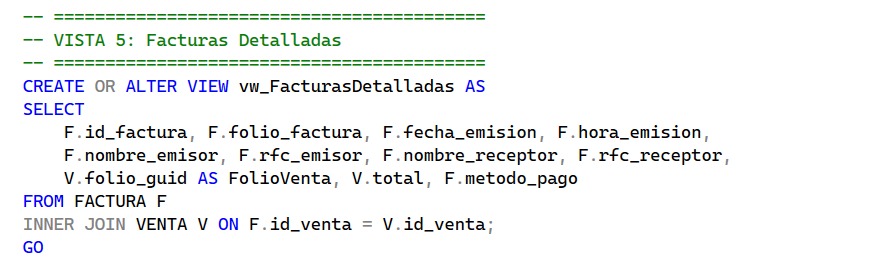 -- ==========================================
-- VISTA 5: Facturas Detalladas
-- ==========================================
CREATE OR ALTER VIEW vw_FacturasDetalladas AS
SELECT
    F.id_factura, F.folio_factura, F.fecha_emision, F.hora_emision,
    F.nombre_emisor, F.rfc_emisor, F.nombre_receptor, F.rfc_receptor,
    V.folio_guid AS FolioVenta, V.total, F.metodo_pago
FROM FACTURA F
INNER JOIN VENTA V ON F.id_venta = V.id_venta;
GO